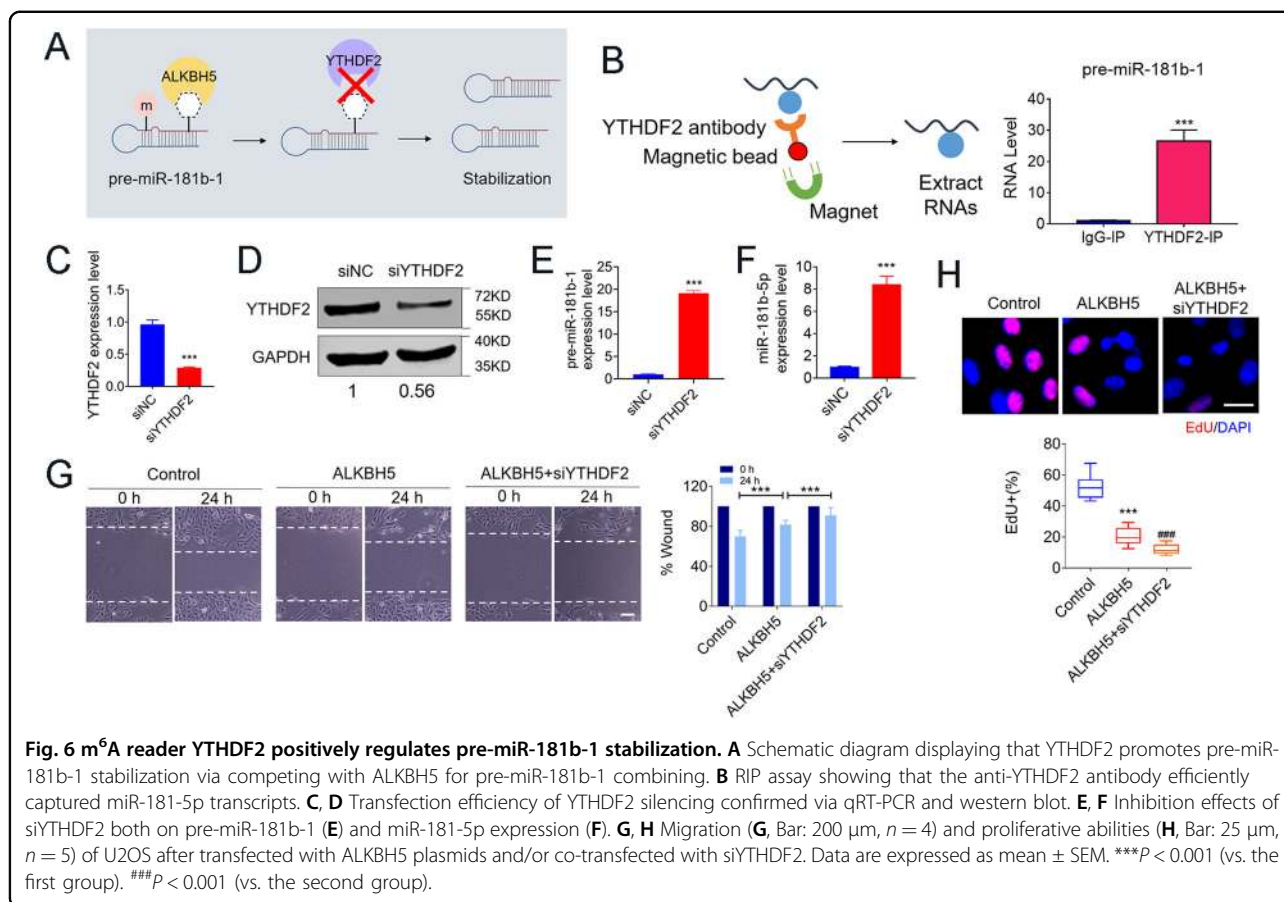 A
ALKBH5
YTHDF2
m
pre-miR-181b-1
Stabilization
B
YTHDF2 antibody
Magnetic bead
Magnet
Extract
RNAs
pre-miR-181b-1
RNA Level
40
30
20
10
0
***
IgG-IP YTHDF2-IP
C
YTHDF2 expression level
1.5
1.0
0.5
0.0
***
siNC
siYTHDF2
D
siNC siYTHDF2
YTHDF2
72KD
55KD
GAPDH
40KD
35KD
1 0.56
E
pre-miR-181b-1
expression level
25
20
15
10
5
0
***
siNC
siYTHDF2
F
miR-181b-5p
expression level
10
8
6
4
2
0
***
siNC
siYTHDF2
G
Control ALKBH5 ALKBH5+siYTHDF2
0 h 24 h 0 h 24 h 0 h 24 h
0 h
24 h
% Wound
120
80
40
0
*** ***
Control
ALKBH5
ALKBH5+siYTHDF2
H
Control ALKBH5 ALKBH5+
siYTHDF2
EdU/DAPI
EdU+(%)
80
60
40
20
0
***
###
Control
ALKBH5
ALKBH5+siYTHDF2
Fig. 6 m⁶A reader YTHDF2 positively regulates pre-miR-181b-1 stabilization. A Schematic diagram displaying that YTHDF2 promotes pre-miR-
181b-1 stabilization via competing with ALKBH5 for pre-miR-181b-1 combining. B RIP assay showing that the anti-YTHDF2 antibody efficiently
captured miR-181-5p transcripts. C, D Transfection efficiency of YTHDF2 silencing confirmed via qRT-PCR and western blot. E, F Inhibition effects of
siYTHDF2 both on pre-miR-181b-1 (E) and miR-181-5p expression (F). G, H Migration (G, Bar: 200 μm, n = 4) and proliferative abilities (H, Bar: 25 μm,
n = 5) of U2OS after transfected with ALKBH5 plasmids and/or co-transfected with siYTHDF2. Data are expressed as mean ± SEM. ***P < 0.001 (vs. the
first group). ###P < 0.001 (vs. the second group).